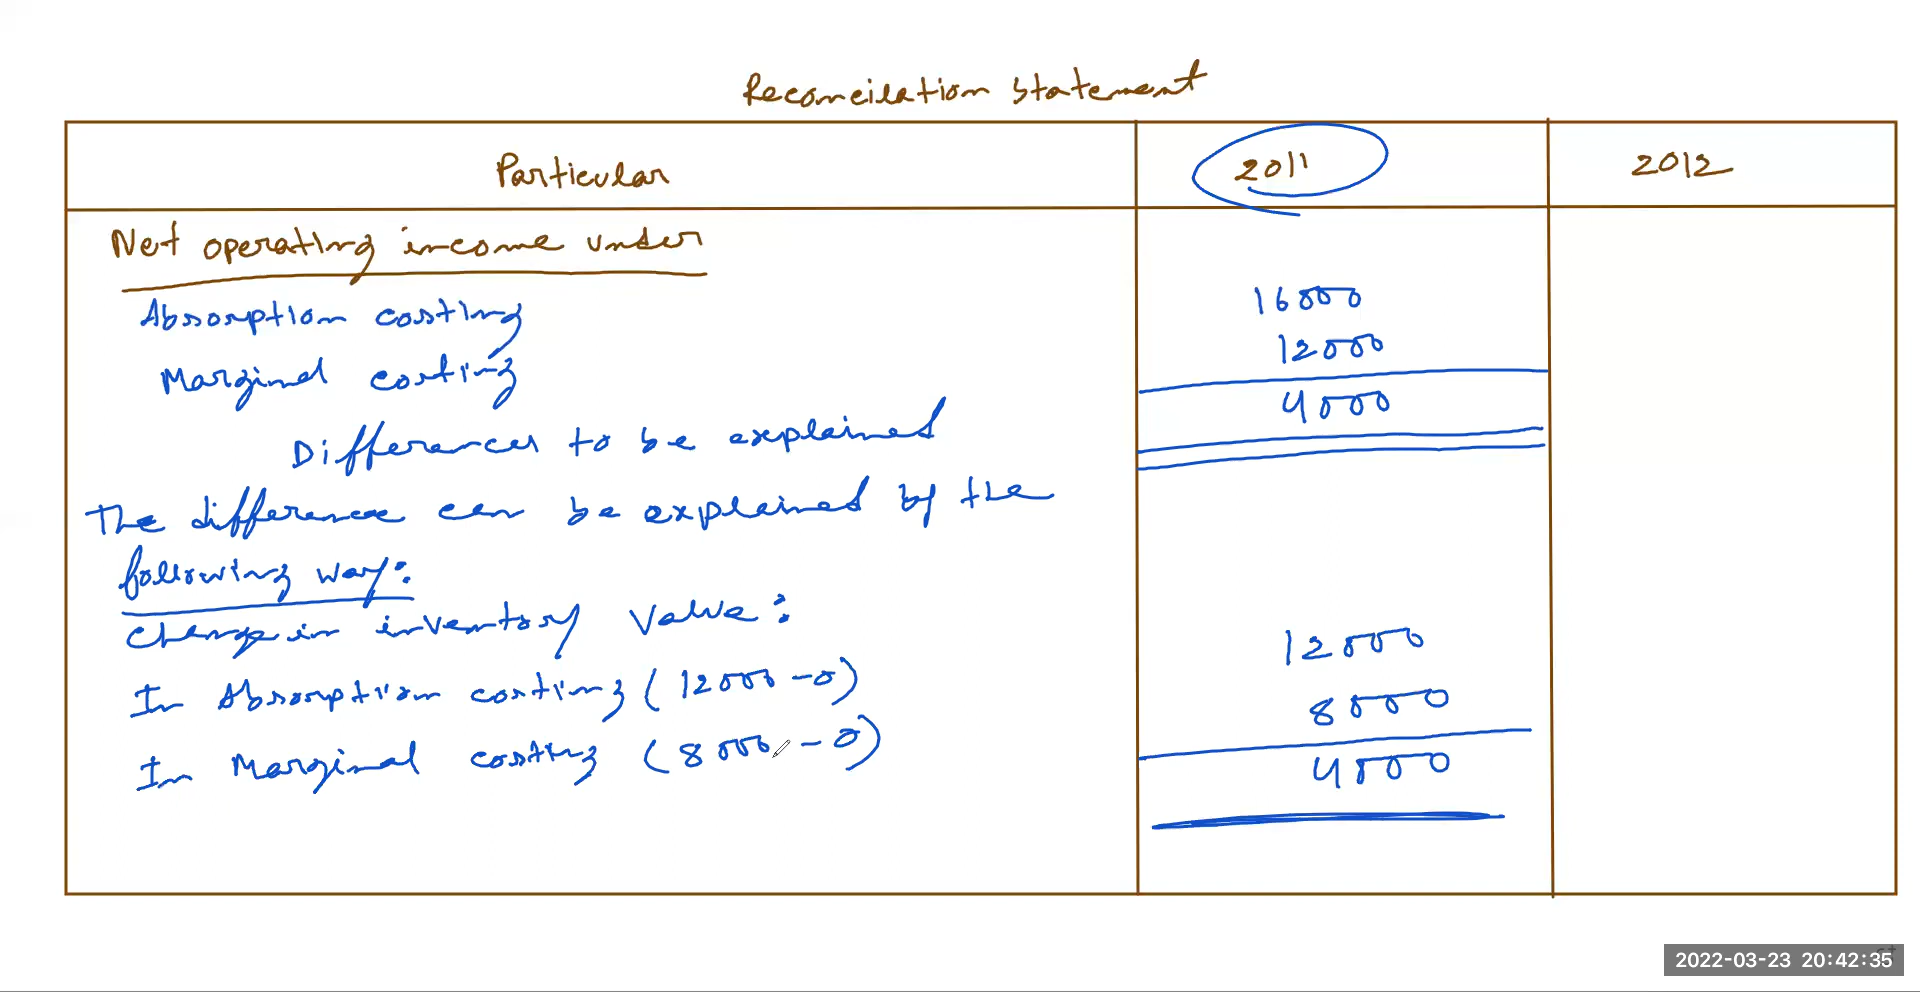 Reconcilation Statement
Particular 2011 2012
Net operating income under
Absorption costing 16000
Marginal costing 12000
Differences to be explained 4000
The difference can be explained by the
following way:
Change in inventory value:
In Absorption costing (12000-0) 12000
In Marginal costing (8000-0) 8000
4000
2022-03-23 20:42:35